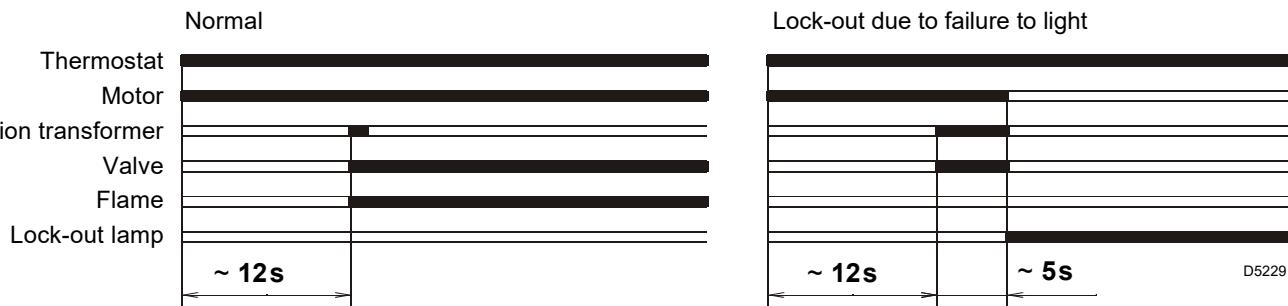 Normal
Lock-out due to failure to light
Thermostat
Motor
ion transformer
Valve
Flame
Lock-out lamp
~ 12s
~ 12s
~ 5s
D5229